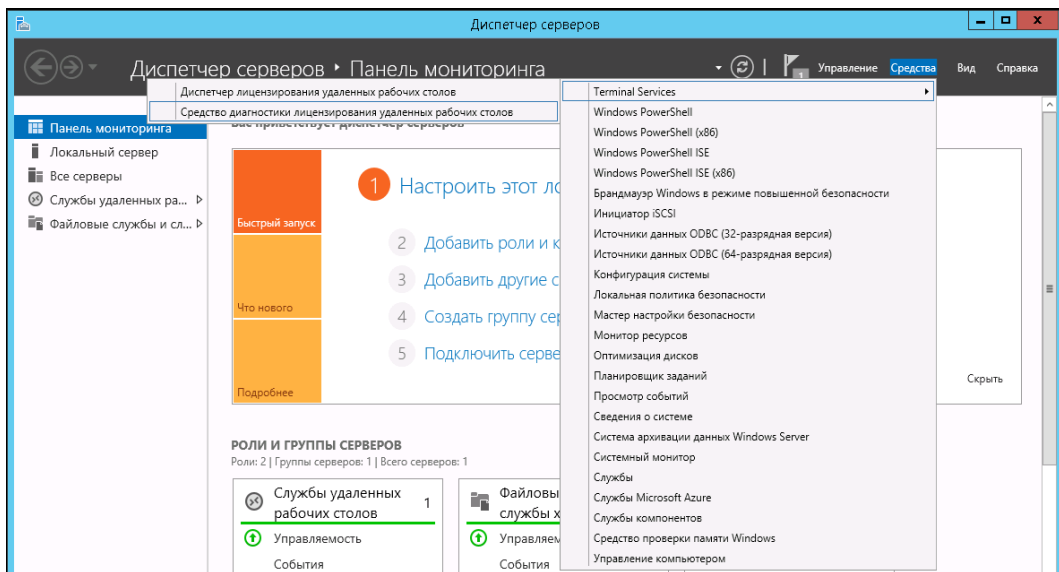 Диспетчер серверов
Диспетчер серверов
Панель мониторинга
1
Управление
Средства
Вид
Справка
Диспетчер лицензирования удаленных рабочих столов
Средство диагностики лицензирования удаленных рабочих столов
Terminal Services
Windows PowerShell
Windows PowerShell (x86)
Windows PowerShell ISE
Windows PowerShell ISE (x86)
Брандмауэр Windows в режиме повышенной безопасности
Инициатор iSCSI
Источники данных ODBC (32-разрядная версия)
Источники данных ODBC (64-разрядная версия)
Конфигурация системы
Локальная политика безопасности
Мастер настройки безопасности
Монитор ресурсов
Оптимизация дисков
Планировщик заданий
Просмотр событий
Сведения о системе
Система архивации данных Windows Server
Системный монитор
Службы
Службы Microsoft Azure
Службы компонентов
Средство проверки памяти Windows
Управление компьютером
Панель мониторинга
Локальный сервер
Все серверы
Службы удаленных ра...
Файловые службы и сл...
приветствует диспетчер серверов
Быстрый запуск
Что нового
Подробнее
1 Настроить этот ло
2 Добавить роли и к
3 Добавить другие с
4 Создать группу сер
5 Подключить серве
Скрыть
РОЛИ И ГРУППЫ СЕРВЕРОВ
Роли: 2 | Группы серверов: 1 | Всего серверов: 1
Службы удаленных
рабочих столов
1
Управляемость
События
Файловы
службы х
Управляем
События